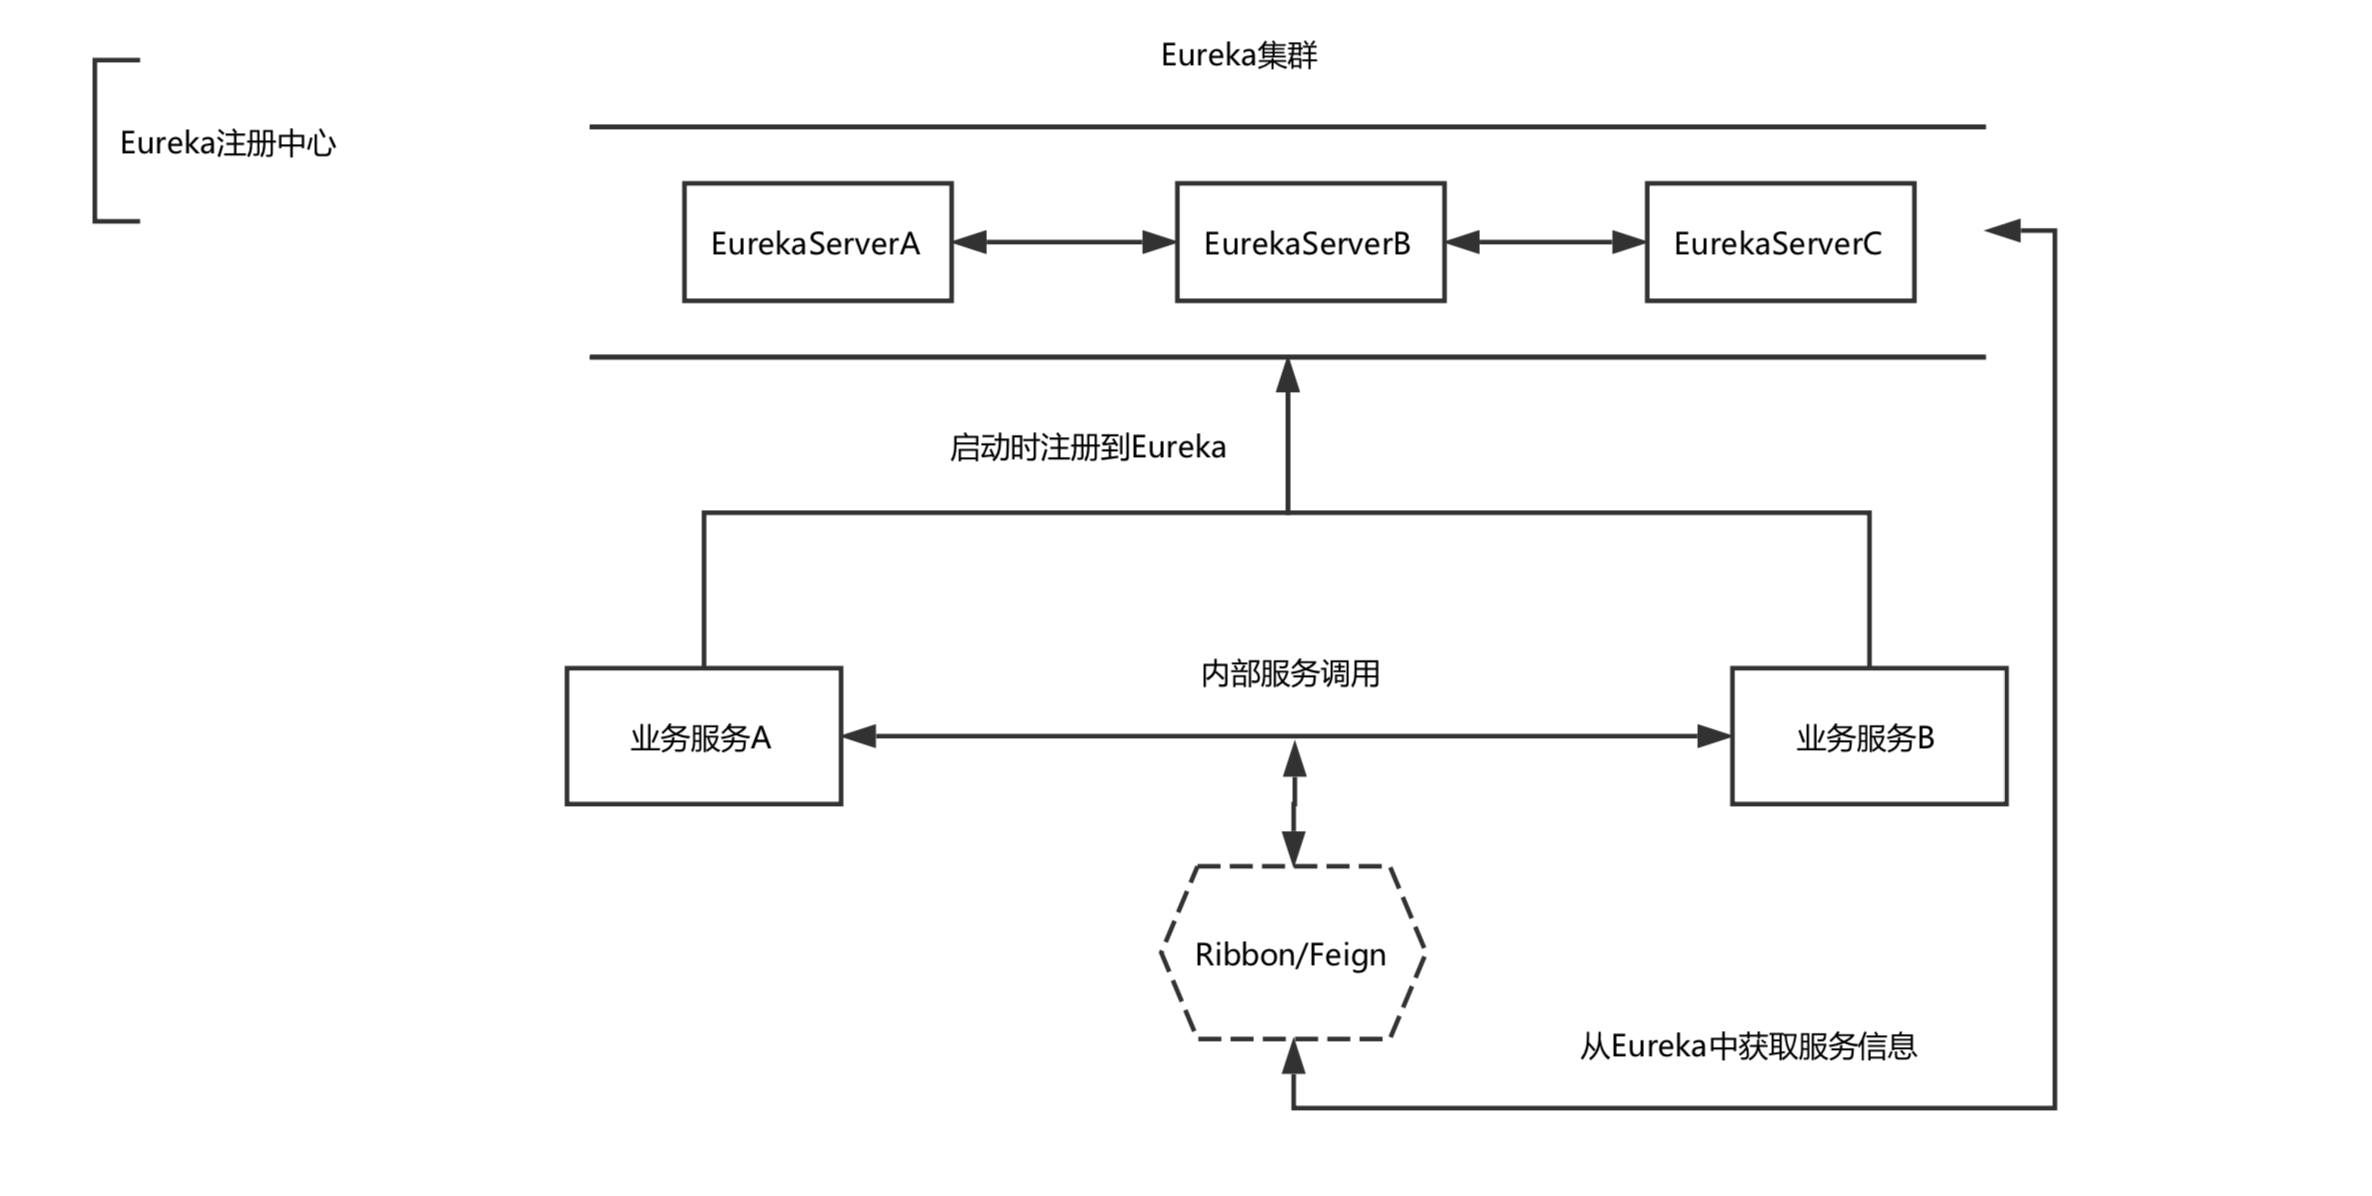 Eureka集群
Eureka注册中心
EurekaServerA
EurekaServerB
EurekaServerC
启动时注册到Eureka
内部服务调用
业务服务A
业务服务B
Ribbon/Feign
从Eureka中获取服务信息